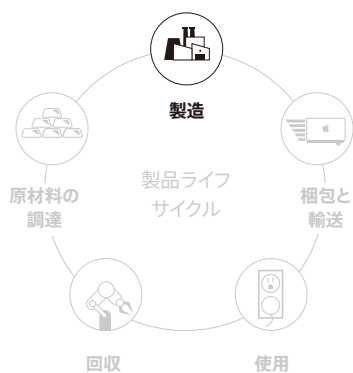 製造
原材料の
調達
製品ライフ
サイクル
梱包と
輸送
回収
使用